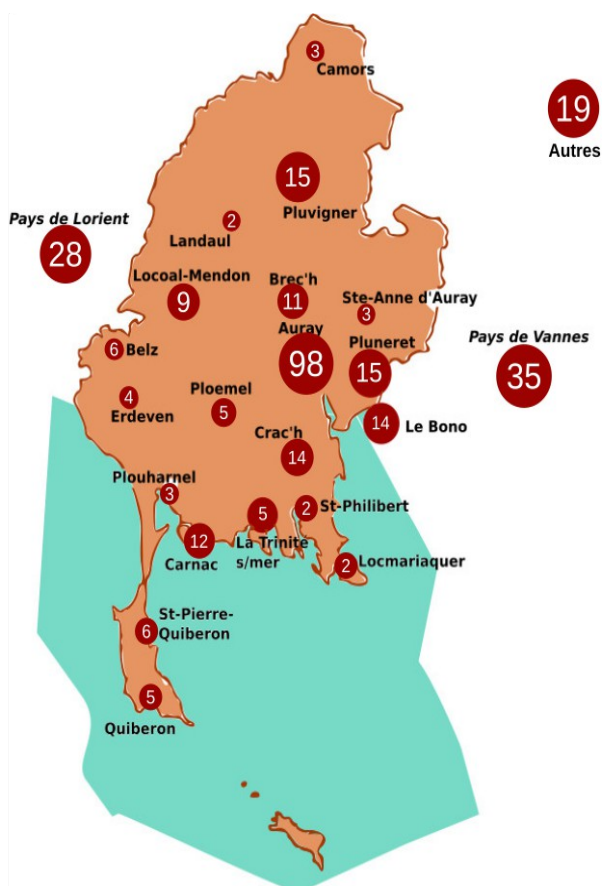 3
Camors
19
Autres
15
Pluvigner
2
Landaul
Pays de Lorient
28
Locoal-Mendon
9
Brec'h
11
Ste-Anne d'Auray
3
Auray
98
Pluneret
15
Pays de Vannes
35
6 Belz
4
Erdeven
Ploemel
5
14 Le Bono
Crac'h
14
Plouharnel
3
5
La Trinité
s/mer
2 St-Philibert
12
Carnac
2 Locmariaquer
St-Pierre-
Quiberon
6
5
Quiberon